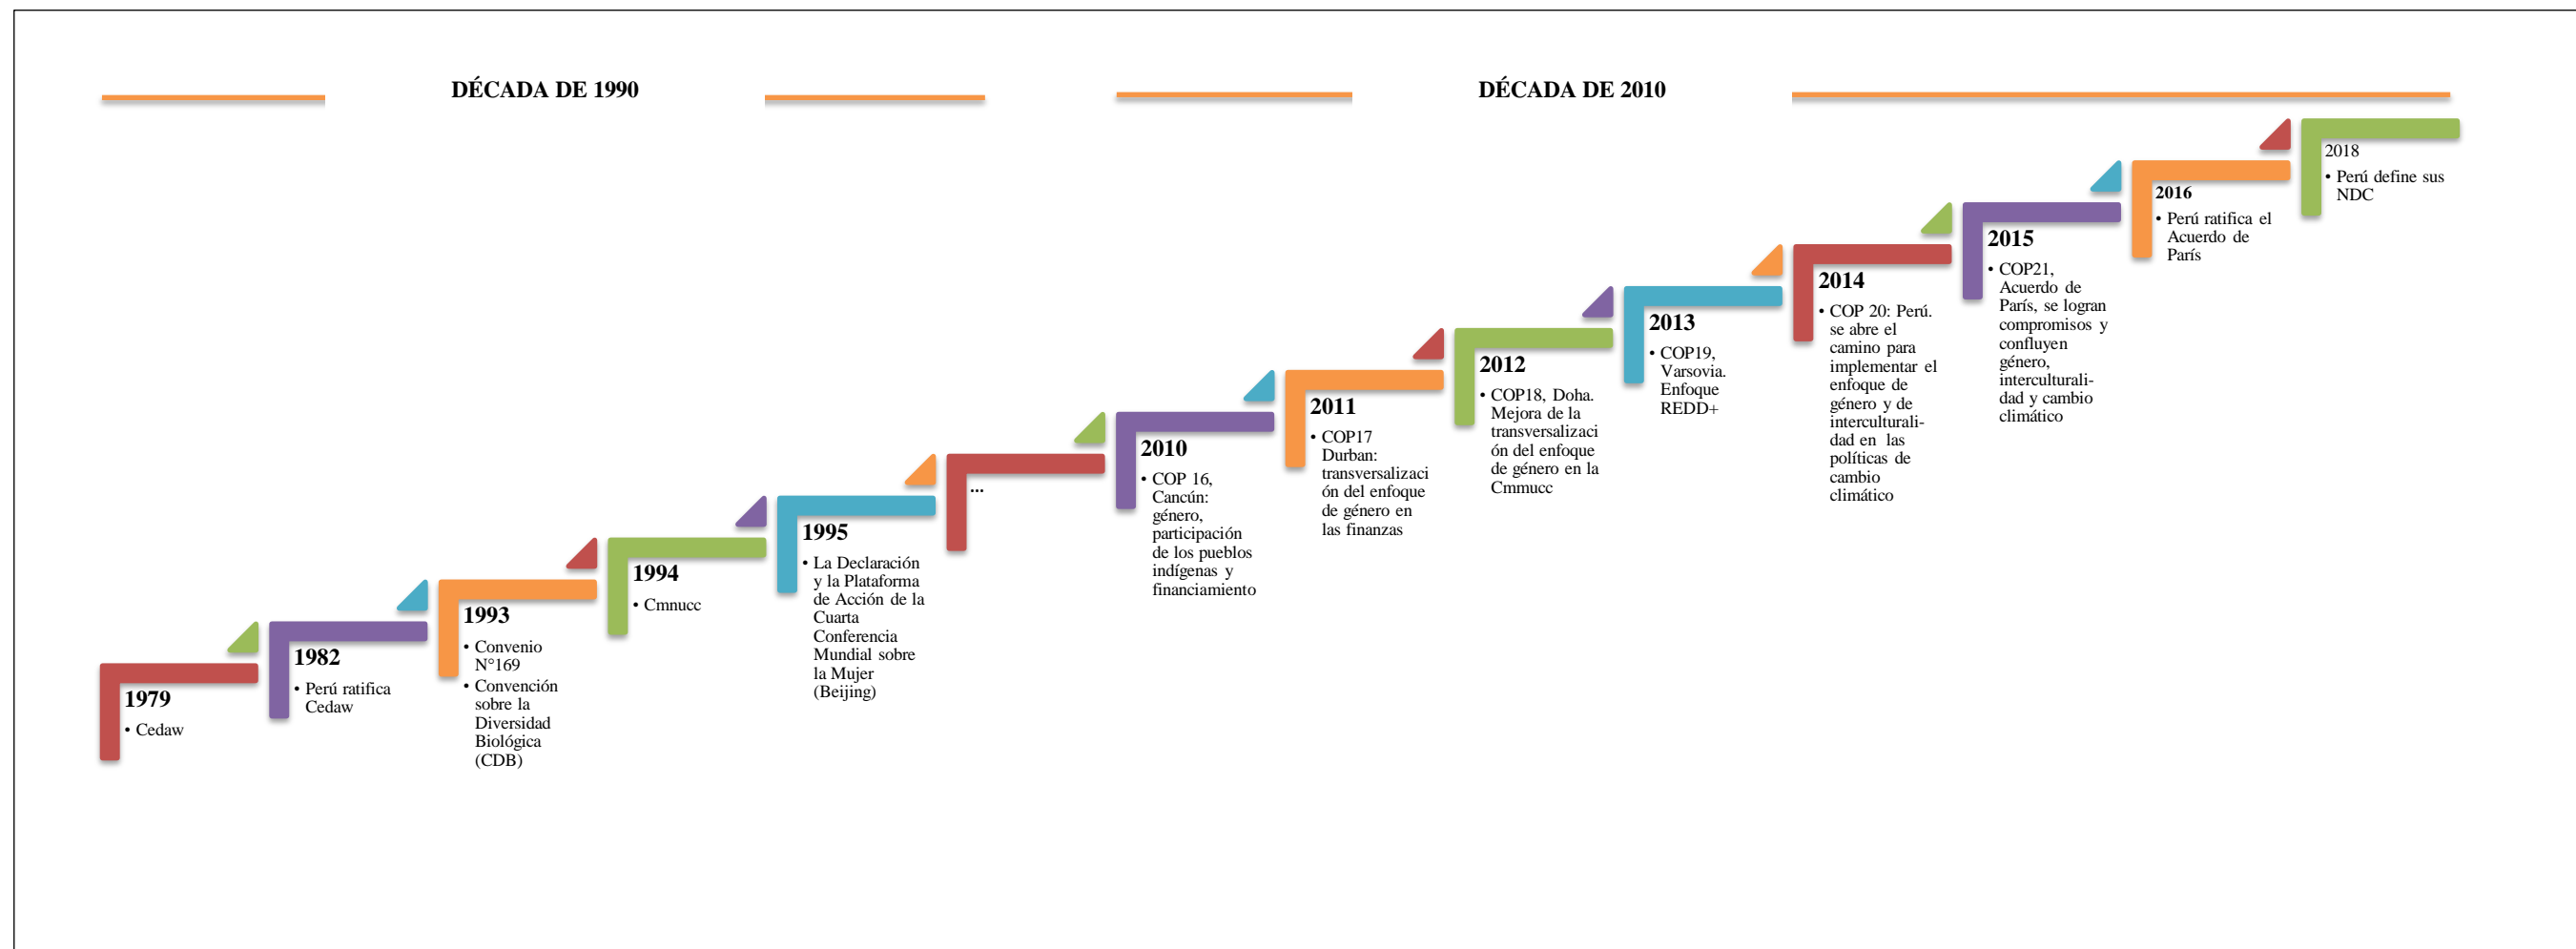 DÉCADA DE 1990
DÉCADA DE 2010
1979
• Cedaw
1982
• Perú ratifica
Cedaw
1993
• Convenio
N°169
• Convención
sobre la
Diversidad
Biológica
(CDB)
1994
• Cmnucc
1995
• La Declaración
y la Plataforma
de Acción de la
Cuarta
Conferencia
Mundial sobre
la Mujer
(Beijing)
...
2010
• COP 16,
Cancún:
género,
participación
de los pueblos
indígenas y
financiamiento
2011
• COP17
Durban:
transversalizaci
ón del enfoque
de género en
las finanzas
2012
• COP18, Doha.
Mejora de la
transversalizaci
ón del enfoque
de género en la
Cmmucc
2013
• COP19,
Varsovia.
Enfoque
REDD+
2014
• COP 20: Perú.
se abre el
camino para
implementar el
enfoque de
género y de
interculturali-
dad en las
políticas de
cambio
climático
2015
• COP21,
Acuerdo de
París, se logran
compromisos y
confluyen
género,
interculturali-
dad y cambio
climático
2016
• Perú ratifica el
Acuerdo de
París
2018
• Perú define sus
NDC